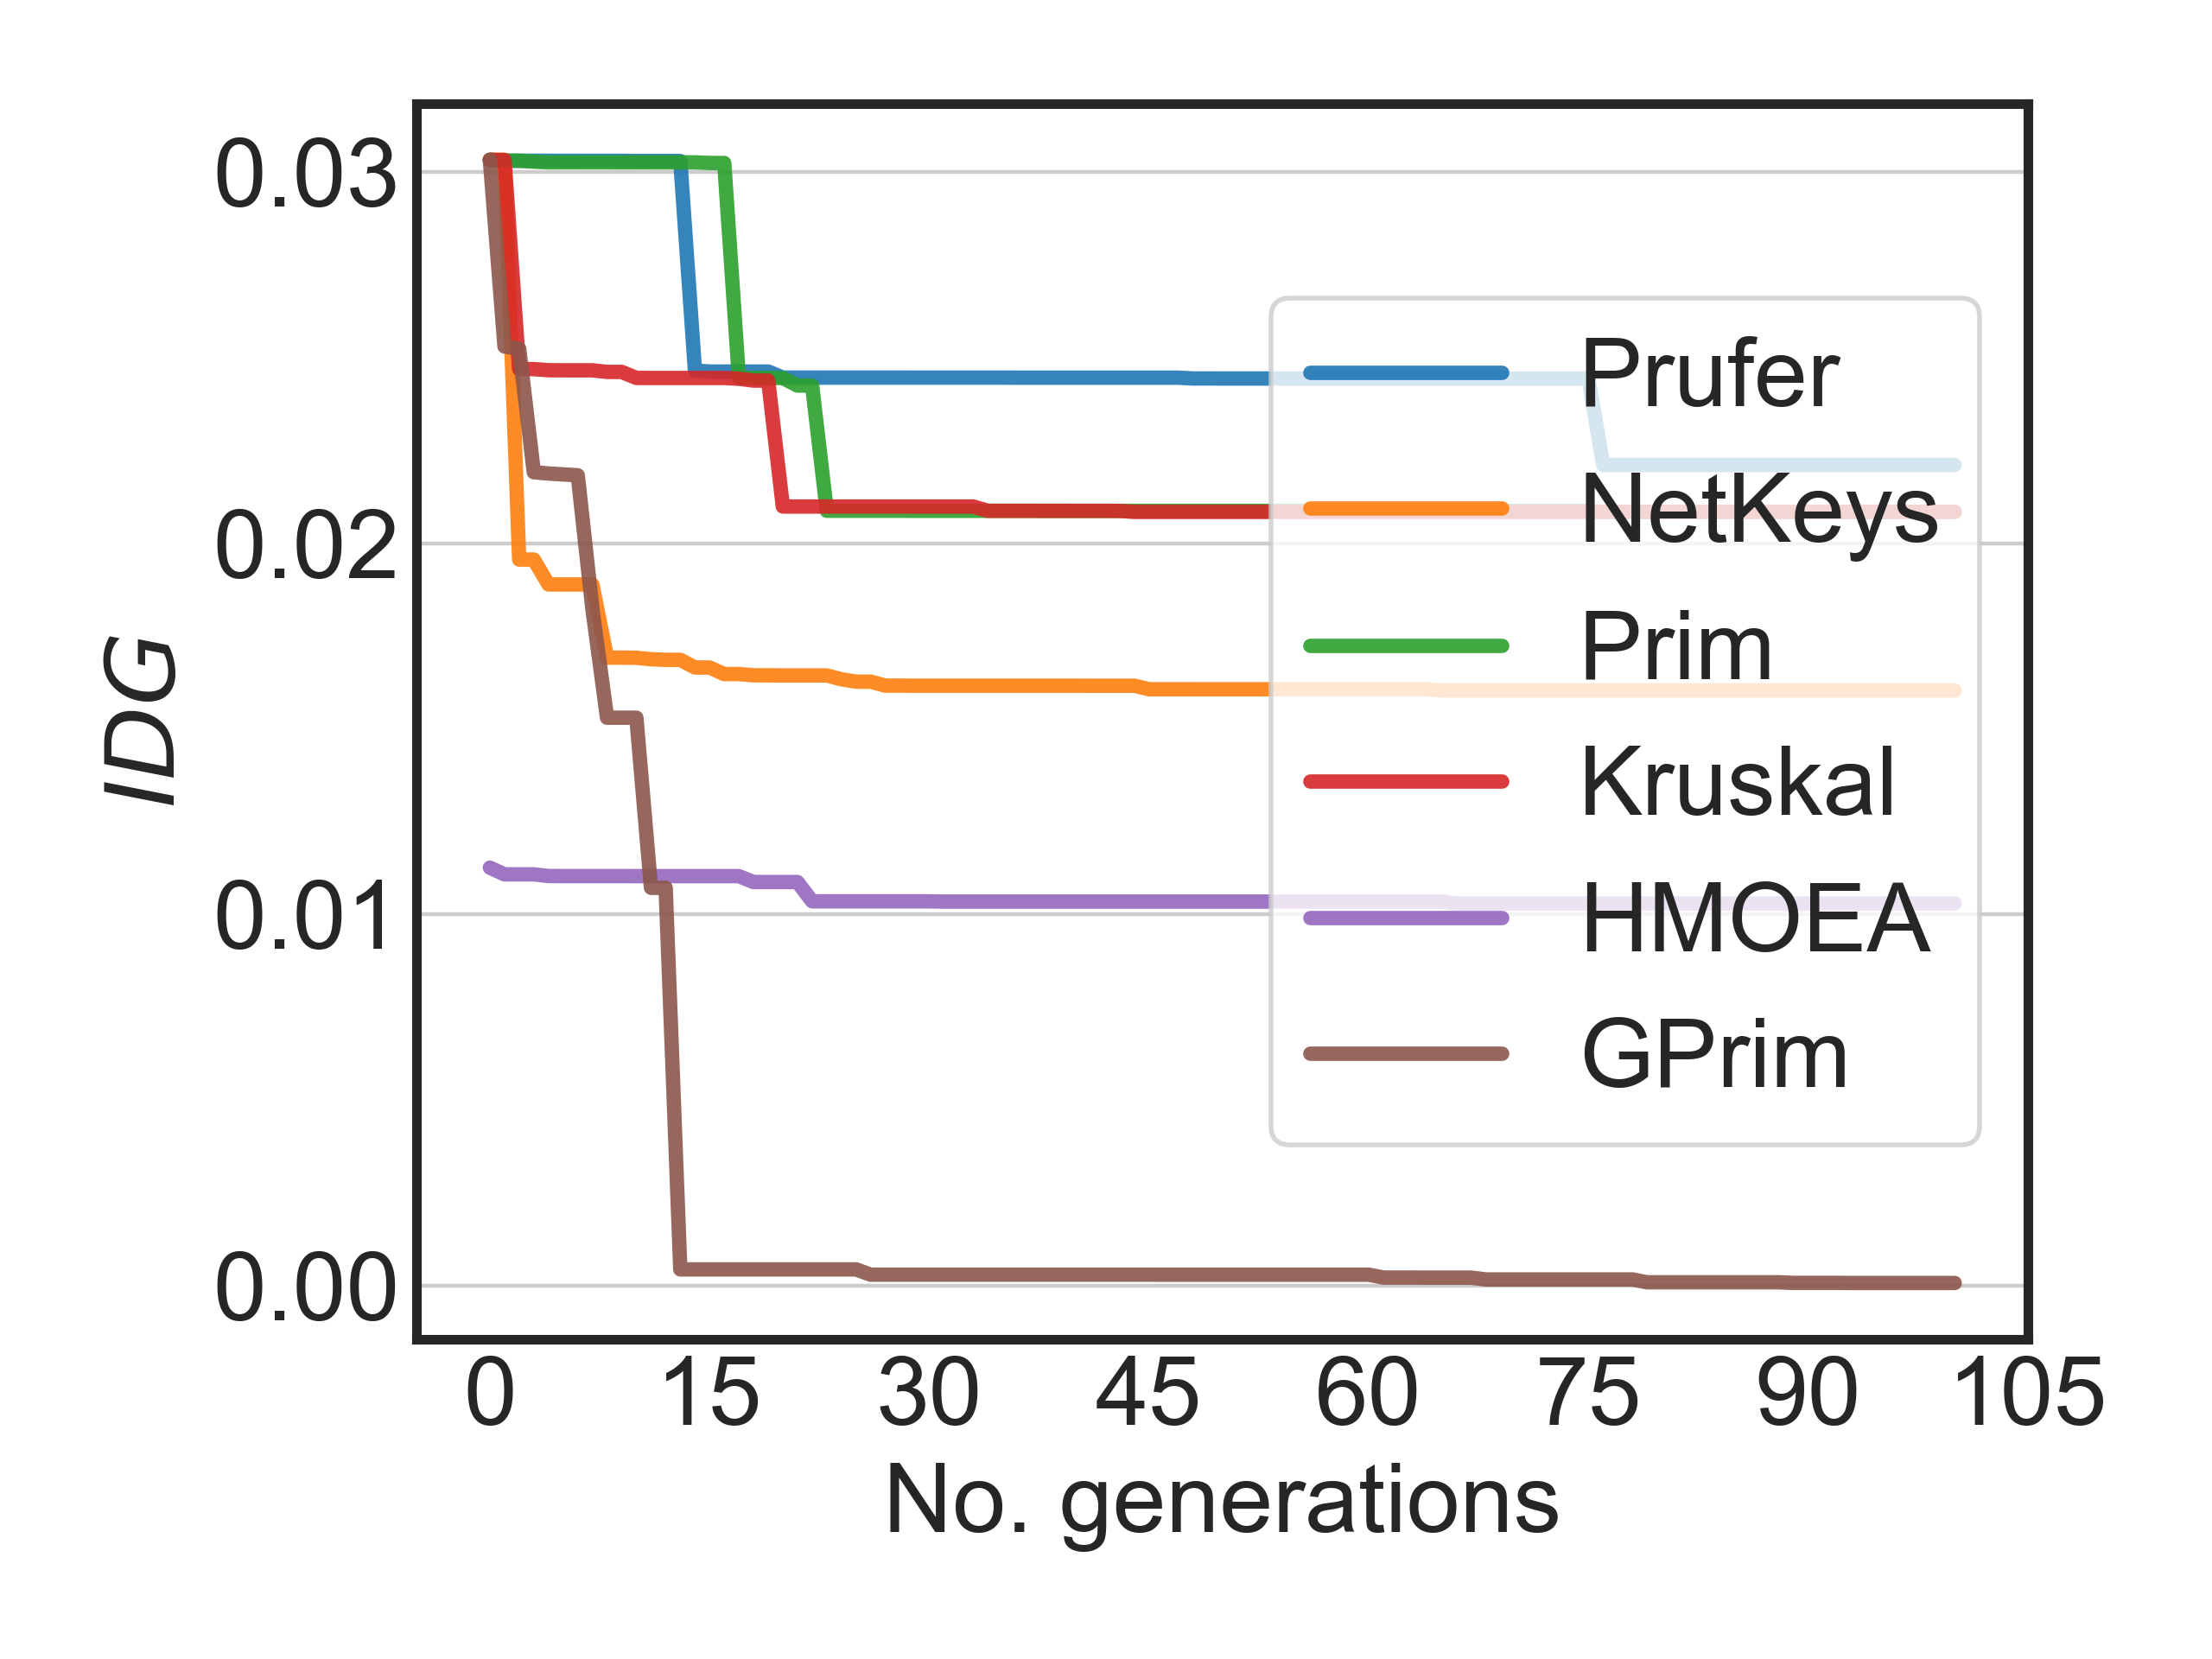 0.03
0.02
0.01
0.00
IDG
0 15 30 45 60 75 90 105
No. generations
Prufer
NetKeys
Prim
Kruskal
HMOEA
GPrim